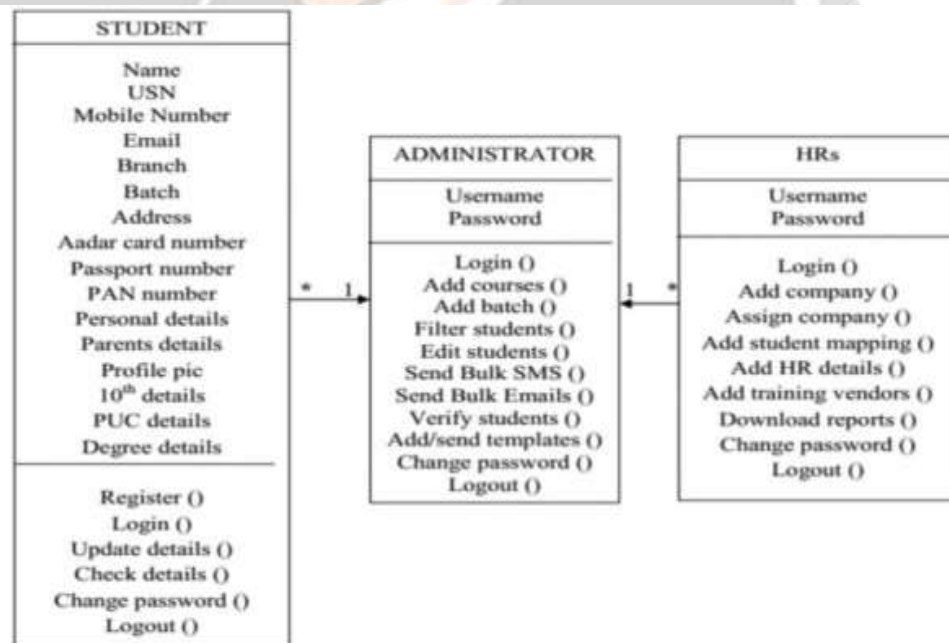 STUDENT
Name
USN
Mobile Number
Email
Branch
Batch
Address
Aadar card number
Passport number
PAN number
Personal details
Parents details
Profile pic
10th details
PUC details
Degree details
Register ()
Login ()
Update details ()
Check details ()
Change password ()
Logout ()
* 1
ADMINISTRATOR
Username
Password
Login ()
Add courses ()
Add batch ()
Filter students ()
Edit students ()
Send Bulk SMS ()
Send Bulk Emails ()
Verify students ()
Add/send templates ()
Change password ()
Logout ()
1 *
HRs
Username
Password
Login ()
Add company ()
Assign company ()
Add student mapping ()
Add HR details ()
Add training vendors ()
Download reports ()
Change password ()
Logout ()